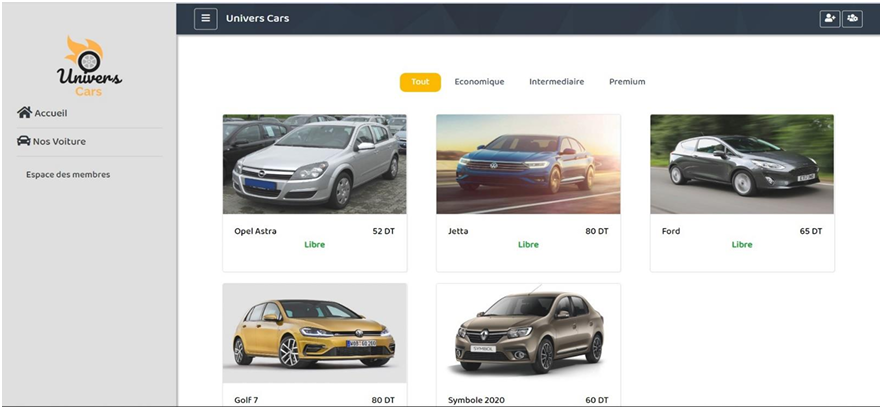 Univers Cars
Univers
Cars
Accueil
Nos Voiture
Espace des membres
Tout
Economique
Intermediaire
Premium
Opel Astra
52 DT
Libre
Jetta
80 DT
Libre
Ford
65 DT
Libre
SYMBOL
Golf 7
80 DT
Symbole 2020
60 DT